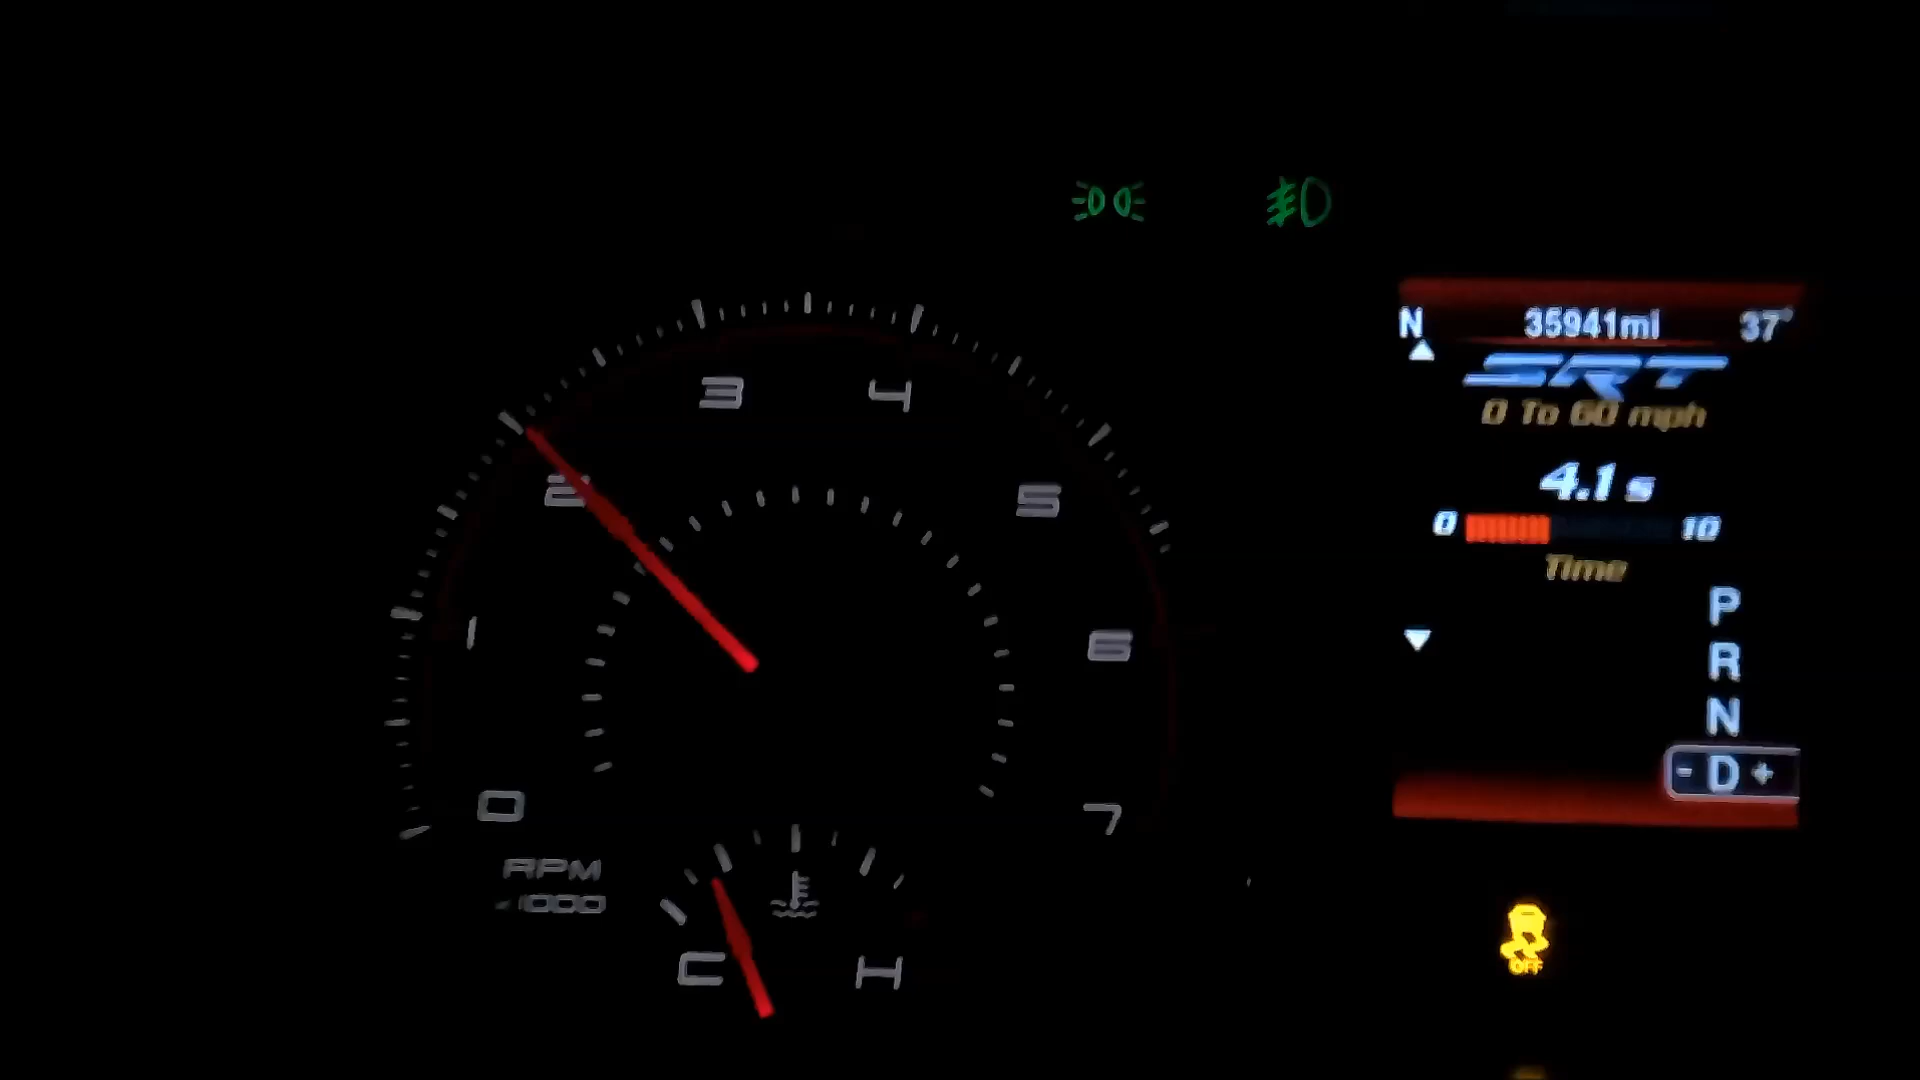 N 35941mi 37°
SRT
0 To 60 mph
4.1 s
0 10
Time
P
R
N
- D +
3 4
2 5
1 6
0 7
RPM
x1000
C H
OFF